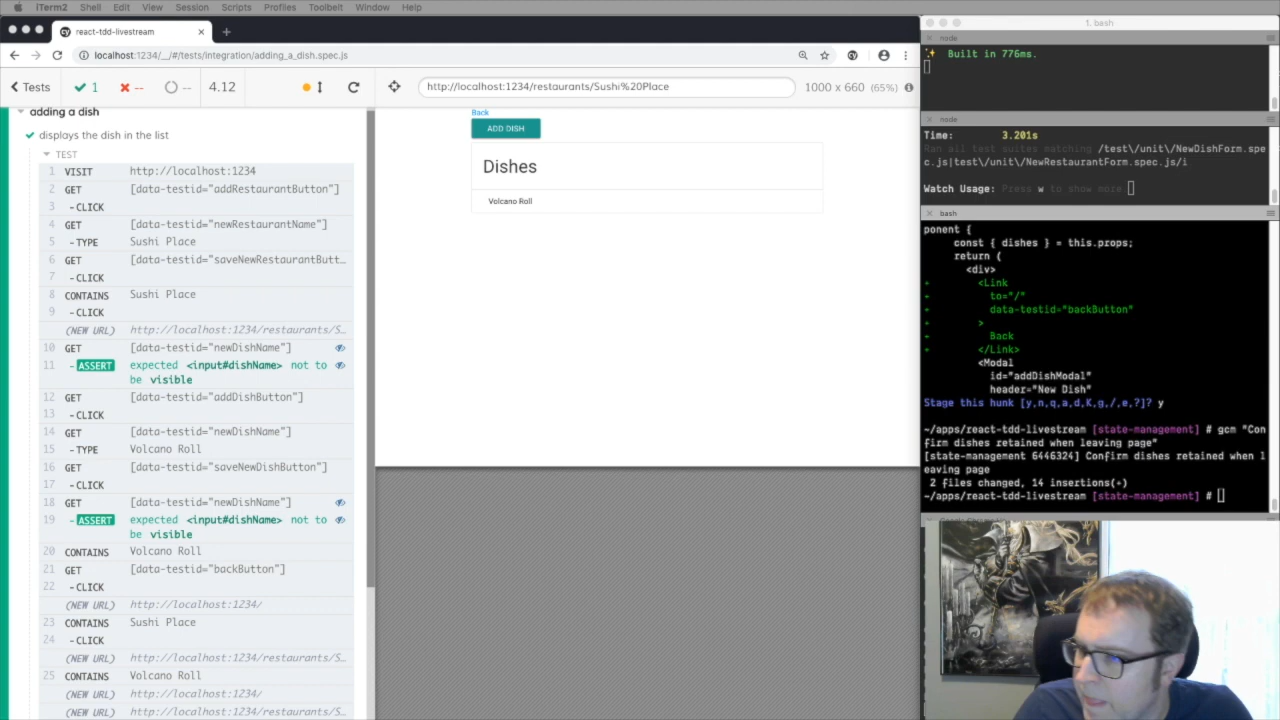 iTerm2 Shell Edit View Session Scripts Profiles Toolbelt Window Help
react-tdd-livestream
localhost:1234/__/#/tests/integration/adding_a_dish.spec.js
Tests 1 -- -- 4.12
http://localhost:1234/restaurants/Sushi%20Place
1000 x 660 (65%)
adding a dish
displays the dish in the list
TEST
1 VISIT http://localhost:1234
2 GET [data-testid="addRestaurantButton"]
3 -CLICK
4 GET [data-testid="newRestaurantName"]
5 -TYPE Sushi Place
6 GET [data-testid="saveNewRestaurantButt…
7 -CLICK
8 CONTAINS Sushi Place
9 -CLICK
(NEW URL) http://localhost:1234/restaurants/S…
10 GET [data-testid="newDishName"]
11 -ASSERT expected <input#dishName> not to
be visible
12 GET [data-testid="addDishButton"]
13 -CLICK
14 GET [data-testid="newDishName"]
15 -TYPE Volcano Roll
16 GET [data-testid="saveNewDishButton"]
17 -CLICK
18 GET [data-testid="newDishName"]
19 -ASSERT expected <input#dishName> not to
be visible
20 CONTAINS Volcano Roll
21 GET [data-testid="backButton"]
22 -CLICK
(NEW URL) http://localhost:1234/
23 CONTAINS Sushi Place
24 -CLICK
(NEW URL) http://localhost:1234/restaurants/S…
25 CONTAINS Volcano Roll
(NEW URL) http://localhost:1234/
(NEW URL) http://localhost:1234/restaurants/S…
Back
ADD DISH
Dishes
Volcano Roll
1. bash
node
Built in 776ms.
node
Time: 3.201s
Ran all test suites matching /test\/unit\/NewDishForm.spe
c.js|test\/unit\/NewRestaurantForm.spec.js/i
Watch Usage: Press w to show more
bash
ponent {
const { dishes } = this.props;
return (
<div>
+ <Link
+ to="/"
+ data-testid="backButton"
+ >
+ Back
+ </Link>
<Modal
id="addDishModal"
header="New Dish"
Stage this hunk [y,n,q,a,d,K,g,/,e,?]? y
~/apps/react-tdd-livestream [state-management] # gcm "Con
firm dishes retained when leaving page"
[state-management 6446324] Confirm dishes retained when l
eaving page
2 files changed, 14 insertions(+)
~/apps/react-tdd-livestream [state-management] #